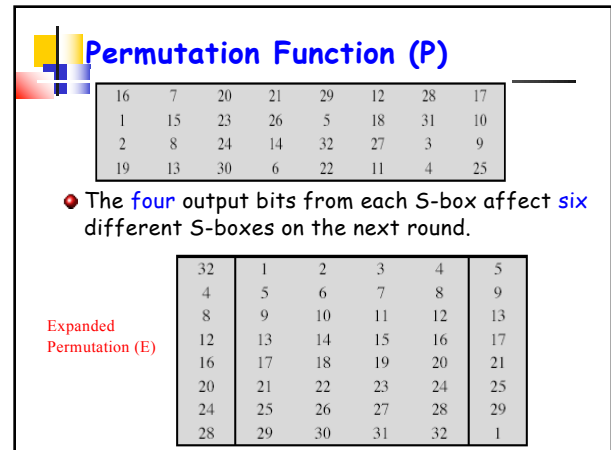 Permutation Function (P)
16 7 20 21 29 12 28 17
1 15 23 26 5 18 31 10
2 8 24 14 32 27 3 9
19 13 30 6 22 11 4 25
The four output bits from each S-box affect six
different S-boxes on the next round.
Expanded
Permutation (E)
32 1 2 3 4 5
4 5 6 7 8 9
8 9 10 11 12 13
12 13 14 15 16 17
16 17 18 19 20 21
20 21 22 23 24 25
24 25 26 27 28 29
28 29 30 31 32 1